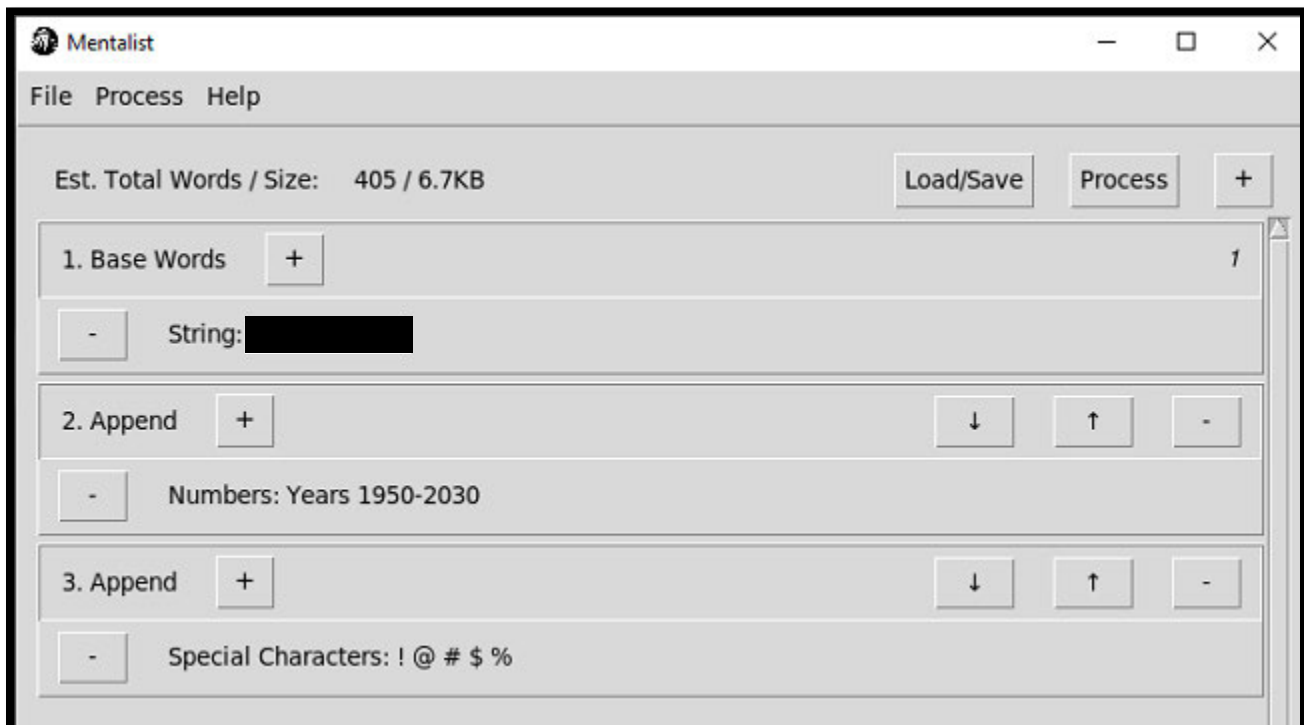 Mentalist
File Process Help
Est. Total Words / Size: 405 / 6.7KB Load/Save Process +
1. Base Words + 1
- String:
2. Append + ↓ ↑ -
- Numbers: Years 1950-2030
3. Append + ↓ ↑ -
- Special Characters: ! @ # $ %